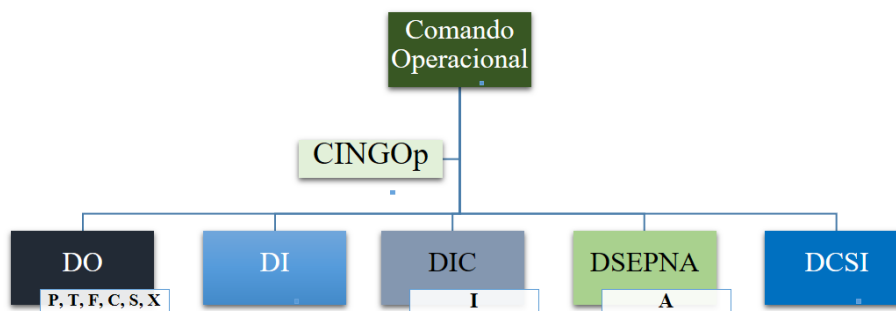 Comando
Operacional
CINGOp
DO
DI
DIC
DSEPNA
DCSI
P, T, F, C, S, X
I
A